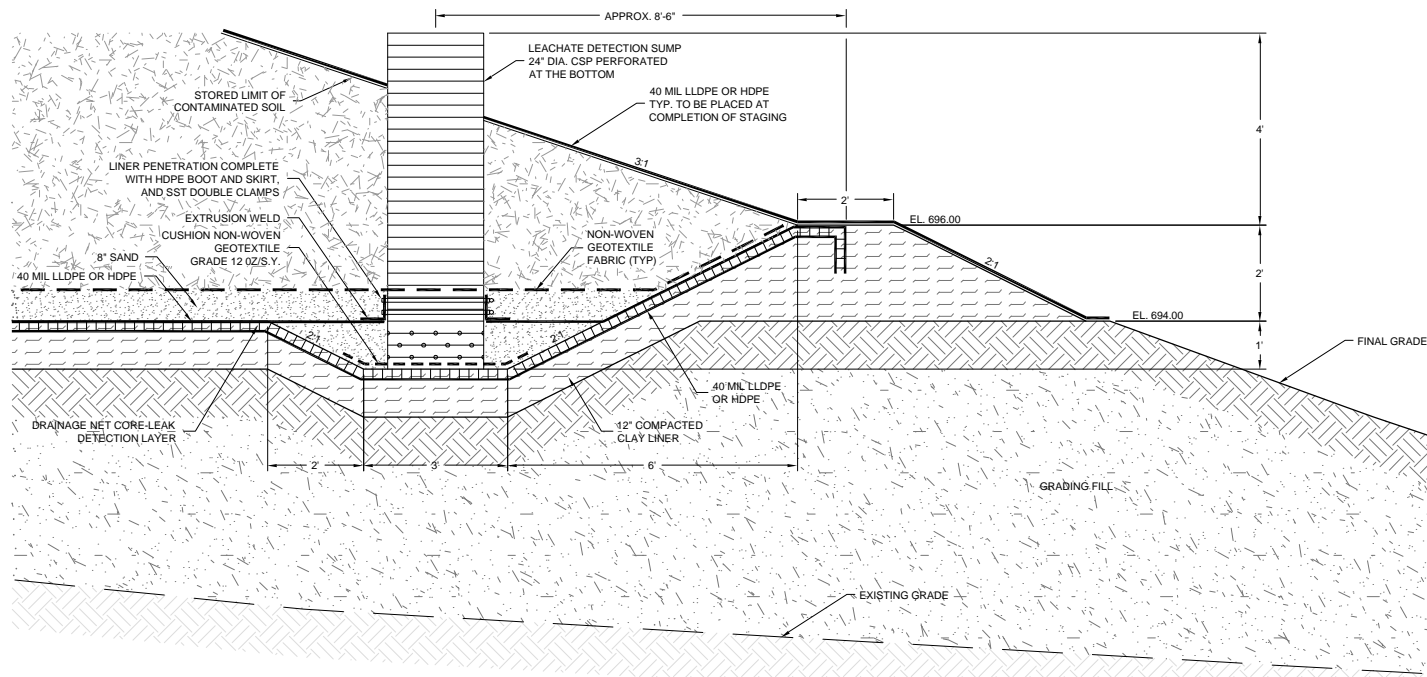 APPROX. 8'-6"
LEACHATE DETECTION SUMP
24" DIA. CSP PERFORATED
AT THE BOTTOM
STORED LIMIT OF
CONTAMINATED SOIL
40 MIL LLDPE OR HDPE
TYP. TO BE PLACED AT
COMPLETION OF STAGING
4'
LINER PENETRATION COMPLETE
WITH HDPE BOOT AND SKIRT,
AND SST DOUBLE CLAMPS
3:1
2'
EL. 696.00
EXTRUSION WELD
CUSHION NON-WOVEN
GEOTEXTILE
GRADE 12 0Z/S.Y.
NON-WOVEN
GEOTEXTILE
FABRIC (TYP)
8" SAND
40 MIL LLDPE OR HDPE
2:1
2'
EL. 694.00
2:1
2:1
1'
FINAL GRADE
40 MIL LLDPE
OR HDPE
DRAINAGE NET CORE-LEAK
DETECTION LAYER
12" COMPACTED
CLAY LINER
2'
3'
6'
GRADING FILL
EXISTING GRADE